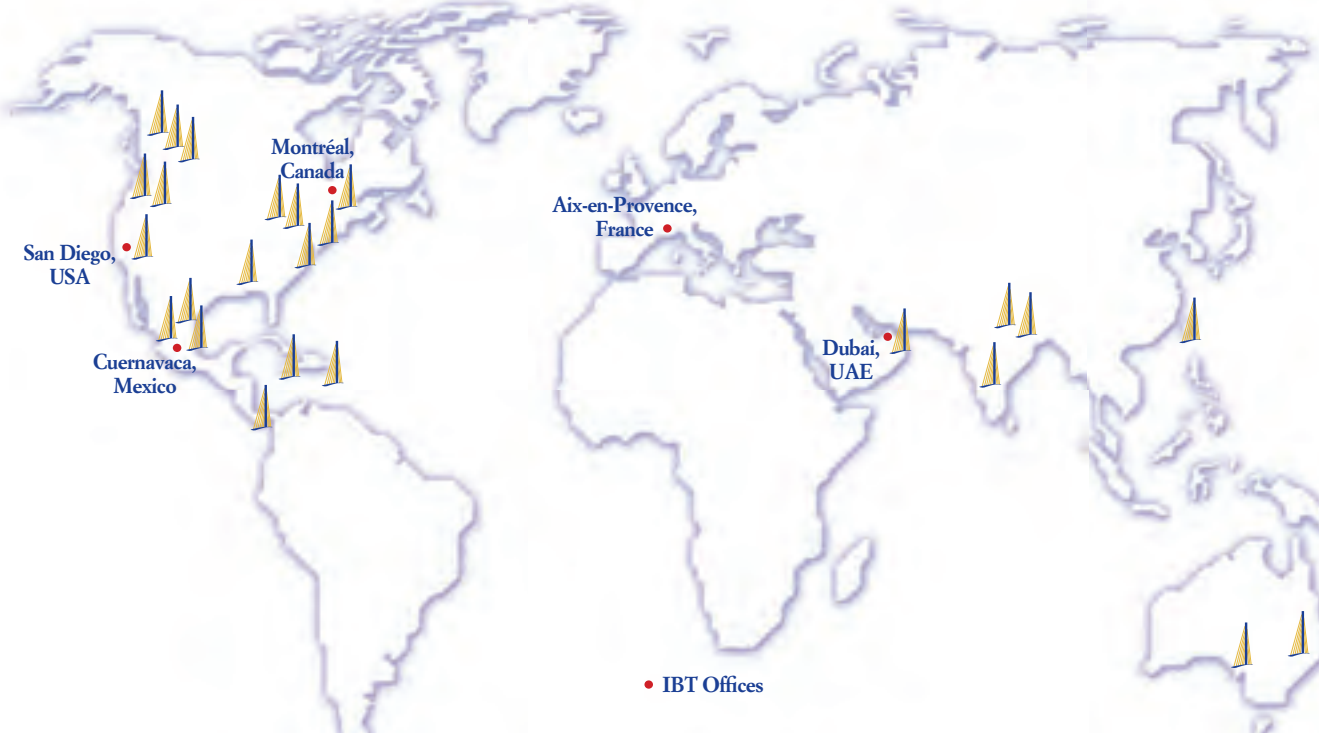 Montréal,
Canada
Aix-en-Provence,
France
San Diego,
USA
Cuernavaca,
Mexico
Dubai,
UAE
IBT Offices